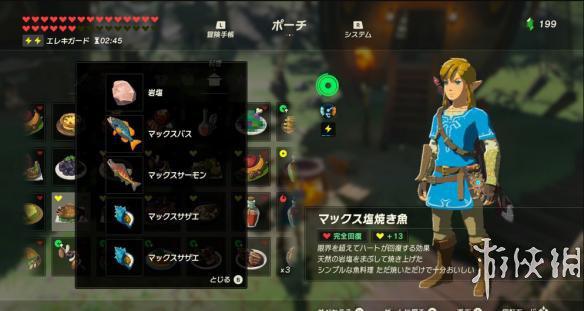 L
冒険手帳
ポーチ
R
システム
199
エレキガード
02:45
岩塩
マックスバス
マックスサーモン
マックスサザエ
マックスサザエ
とじる
×3
マックス塩焼き魚
完全回復
+13
限界を超えてハートが回復する効果
天然の岩塩をまぶして焼き上げた
シンプルな魚料理 ただ焼いただけで十分おいしい
游侠网